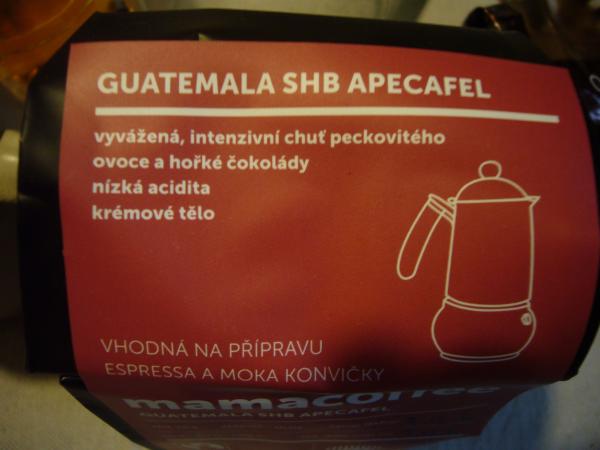 GUATEMALA SHB APECAFEL
vyvážená, intenzivní chuť peckovitého
ovoce a hořké čokolády
nízká acidita
krémové tělo
VHODNÁ NA PŘÍPRAVU
ESPRESSA A MOKA KONVIČKY
mamacoffee
GUATEMALA SHB APECAFEL